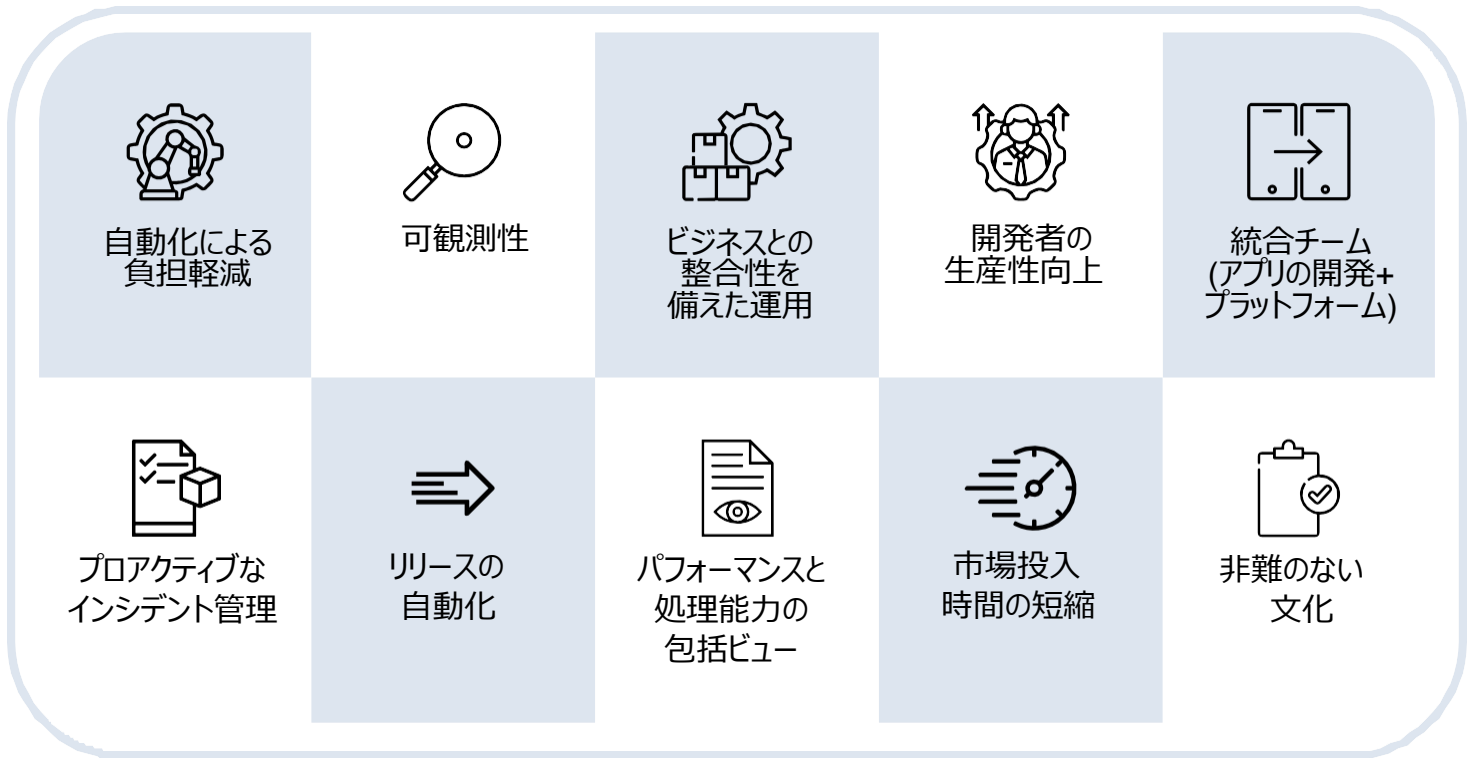 自動化による
負担軽減
可観測性
ビジネスとの
整合性を
備えた運用
開発者の
生産性向上
統合チーム
(アプリの開発+
プラットフォーム)
プロアクティブな
インシデント管理
リリースの
自動化
パフォーマンスと
処理能力の
包括ビュー
市場投入
時間の短縮
非難のない
文化